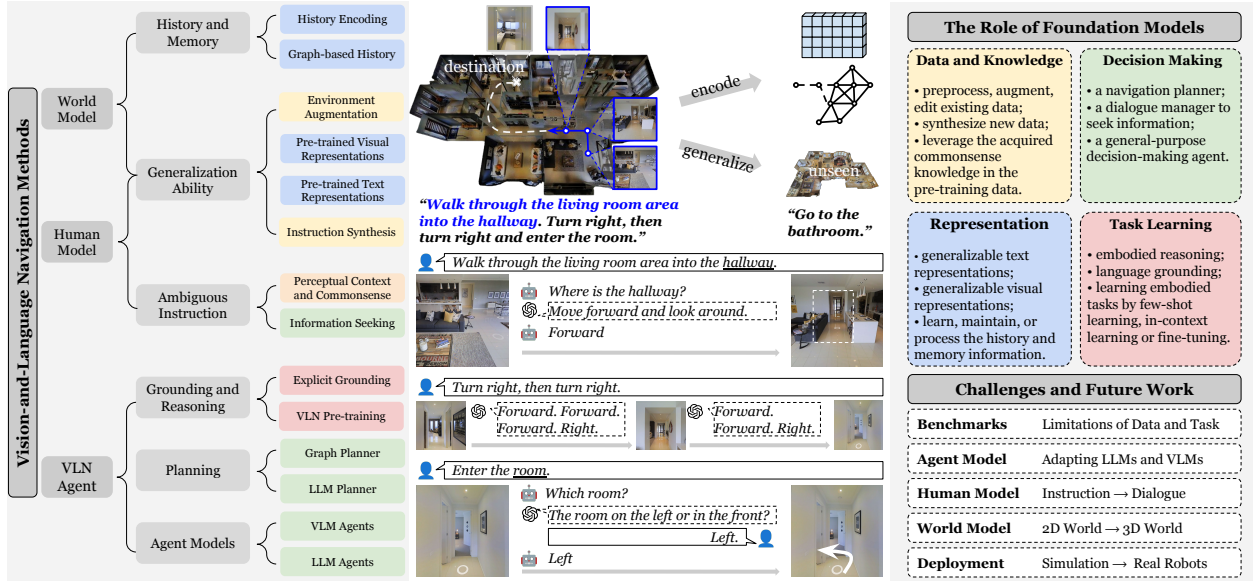 Vision-and-Language Navigation Methods
World
Model
Human
Model
VLN
Agent
History and
Memory
Generalization
Ability
Ambiguous
Instruction
Grounding and
Reasoning
Planning
Agent Models
History Encoding
Graph-based History
Environment
Augmentation
Pre-trained Visual
Representations
Pre-trained Text
Representations
Instruction Synthesis
Perceptual Context
and Commonsense
Information Seeking
Explicit Grounding
VLN Pre-training
Graph Planner
LLM Planner
VLM Agents
LLM Agents
destination
encode
generalize
unseen
“Walk through the living room area
into the hallway. Turn right, then
turn right and enter the room.”
“Go to the
bathroom.”
Walk through the living room area into the hallway.
Where is the hallway?
Move forward and look around.
Forward
Turn right, then turn right.
Forward. Forward.
Forward. Right.
Forward.
Forward. Right.
Enter the room.
Which room?
The room on the left or in the front?
Left.
Left
The Role of Foundation Models
Data and Knowledge
• preprocess, augment,
edit existing data;
• synthesize new data;
• leverage the acquired
commonsense
knowledge in the
pre-training data.
Decision Making
• a navigation planner;
• a dialogue manager to
seek information;
• a general-purpose
decision-making agent.
Representation
• generalizable text
representations;
• generalizable visual
representations;
• learn, maintain, or
process the history and
memory information.
Task Learning
• embodied reasoning;
• language grounding;
• learning embodied
tasks by few-shot
learning, in-context
learning or fine-tuning.
Challenges and Future Work
Benchmarks Limitations of Data and Task
Agent Model Adapting LLMs and VLMs
Human Model Instruction → Dialogue
World Model 2D World → 3D World
Deployment Simulation → Real Robots